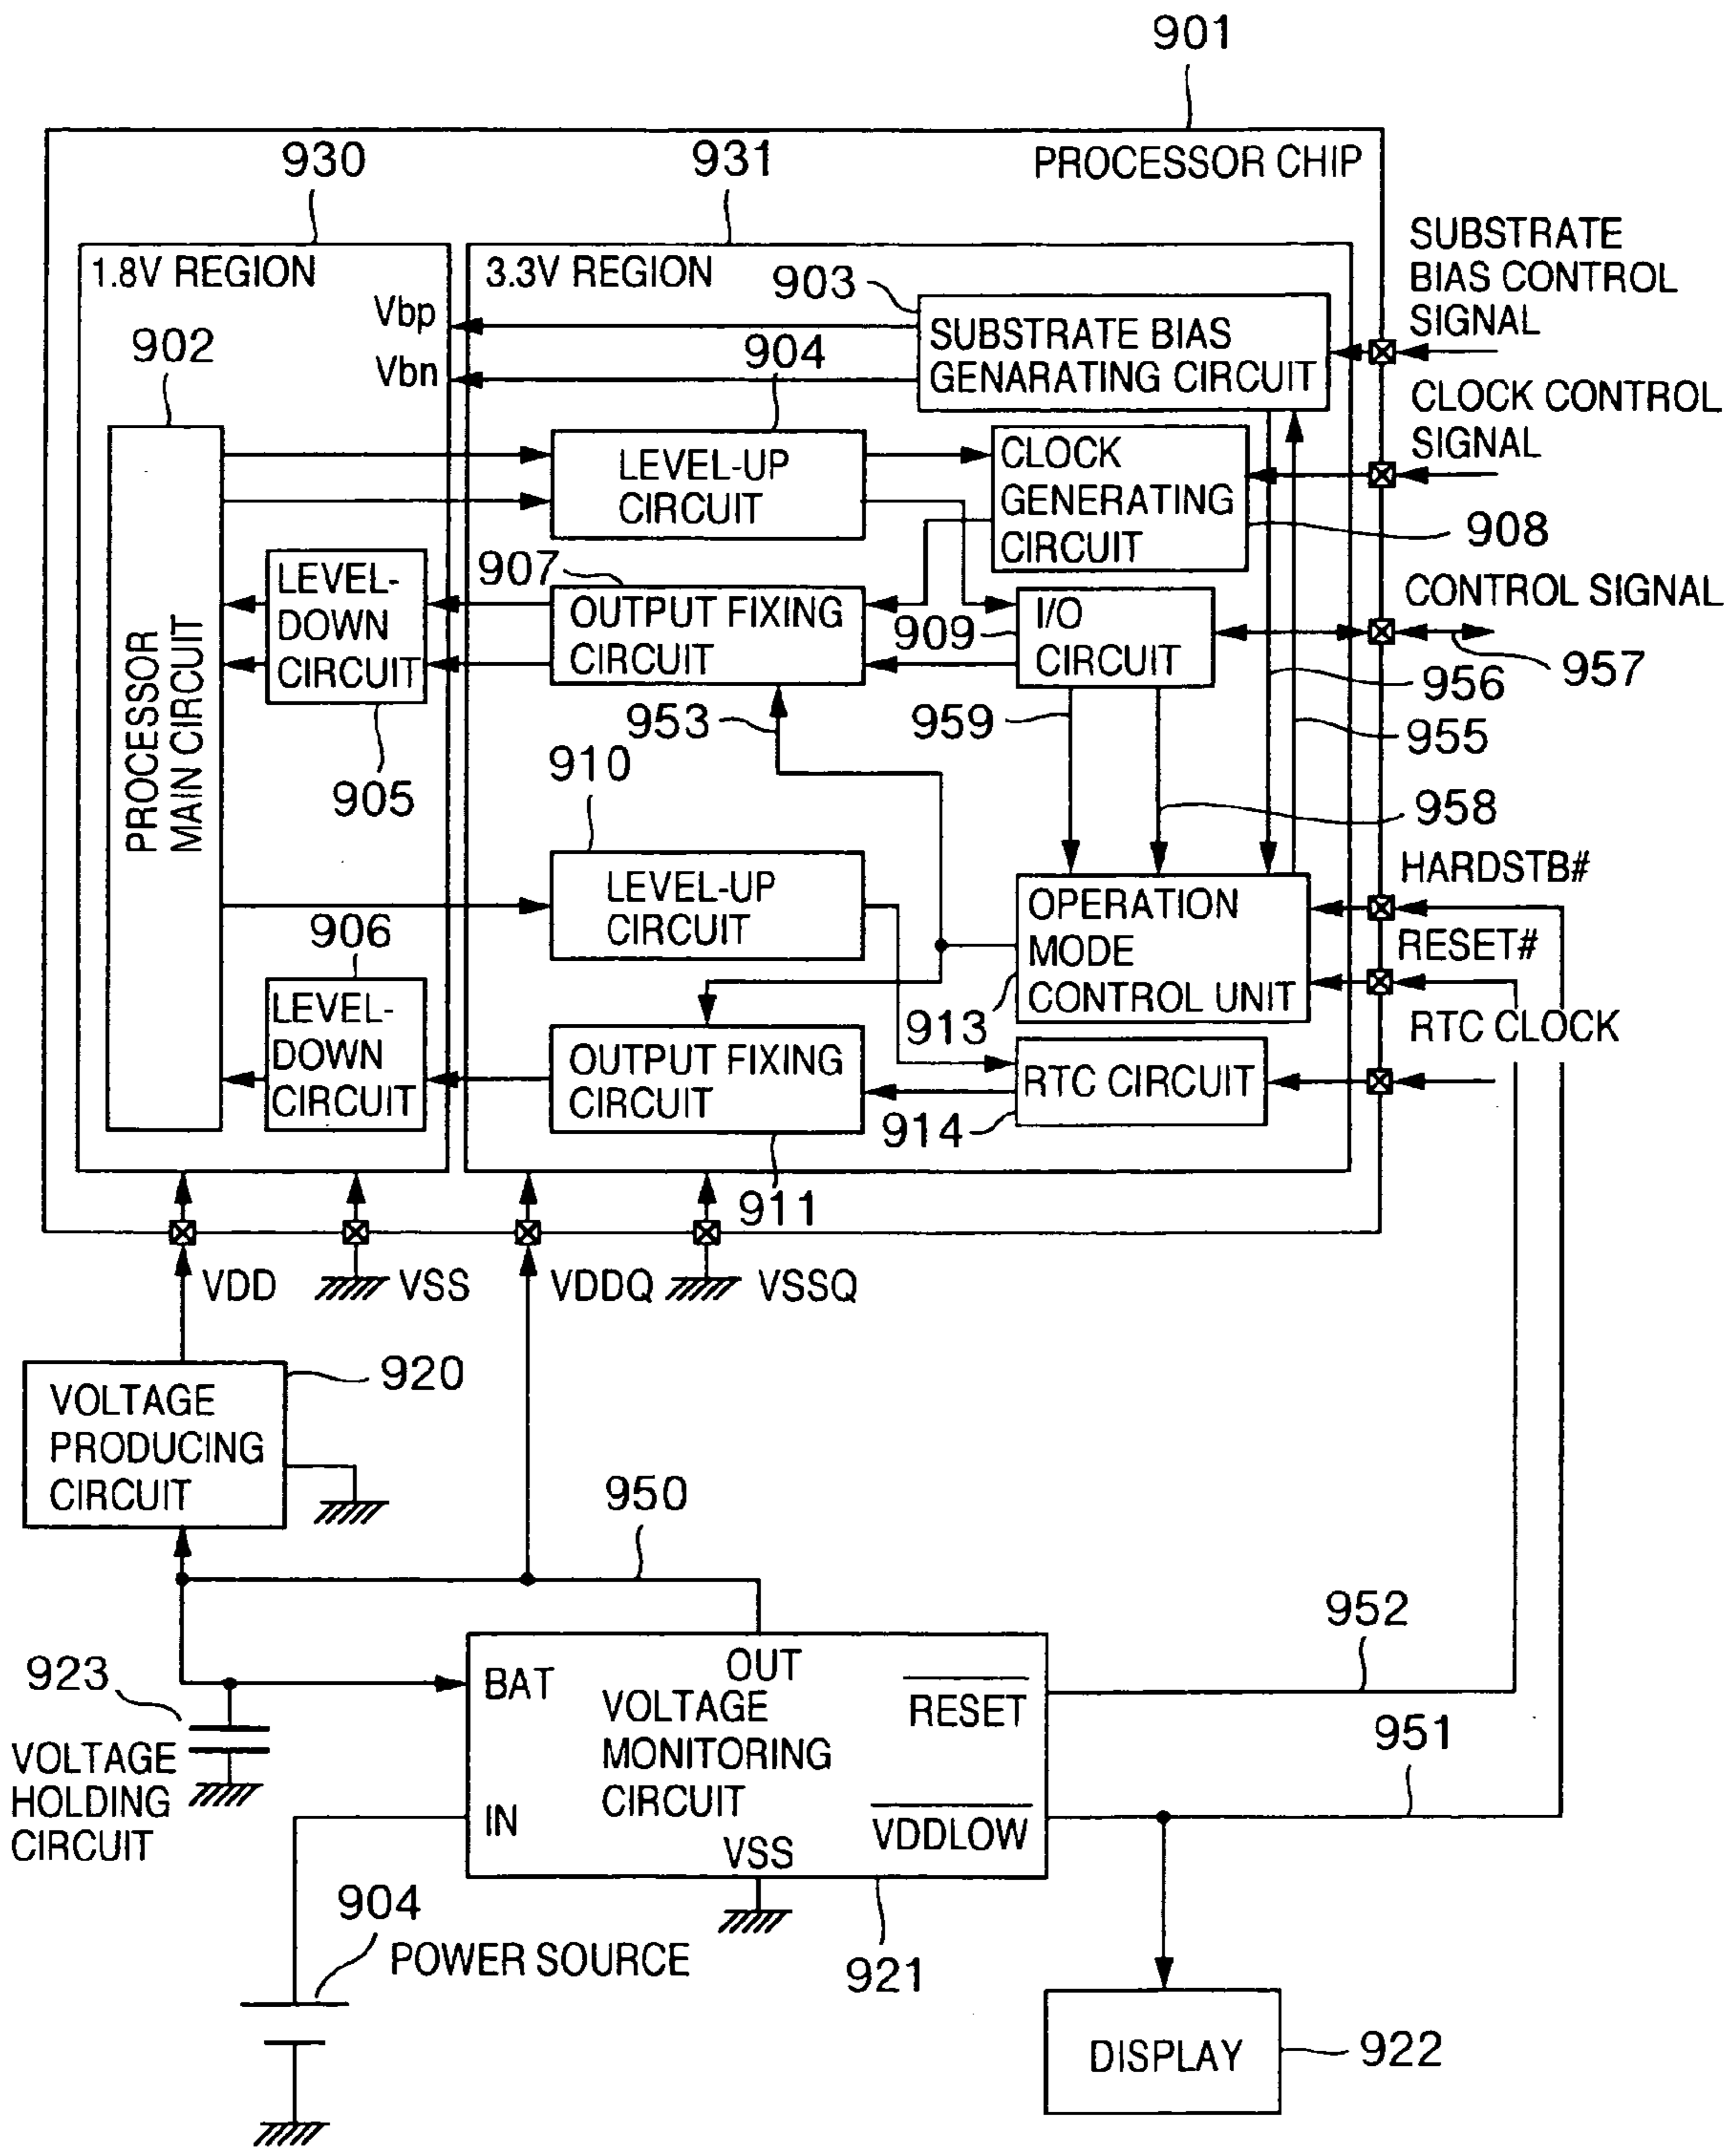 901
PROCESSOR CHIP
930
931
1.8V REGION
3.3V REGION
903
SUBSTRATE
BIAS CONTROL
SIGNAL
Vbp
Vbn
SUBSTRATE BIAS
GENARATING CIRCUIT
902
904
CLOCK CONTROL
SIGNAL
LEVEL-UP
CIRCUIT
CLOCK
GENERATING
CIRCUIT
908
PROCESSOR
MAIN CIRCUIT
LEVEL-
DOWN
CIRCUIT
905
907
OUTPUT FIXING
CIRCUIT
909
I/O
CIRCUIT
CONTROL SIGNAL
957
956
955
953
959
958
910
LEVEL-UP
CIRCUIT
906
LEVEL-
DOWN
CIRCUIT
OPERATION
MODE
CONTROL UNIT
913
HARDSTB#
RESET#
RTC CLOCK
OUTPUT FIXING
CIRCUIT
911
RTC CIRCUIT
914
VDD
VSS
VDDQ
VSSQ
920
VOLTAGE
PRODUCING
CIRCUIT
950
952
951
923
VOLTAGE
HOLDING
CIRCUIT
BAT
OUT
RESET
VOLTAGE
MONITORING
CIRCUIT
IN
VSS
VDDLOW
921
904
POWER SOURCE
DISPLAY
922